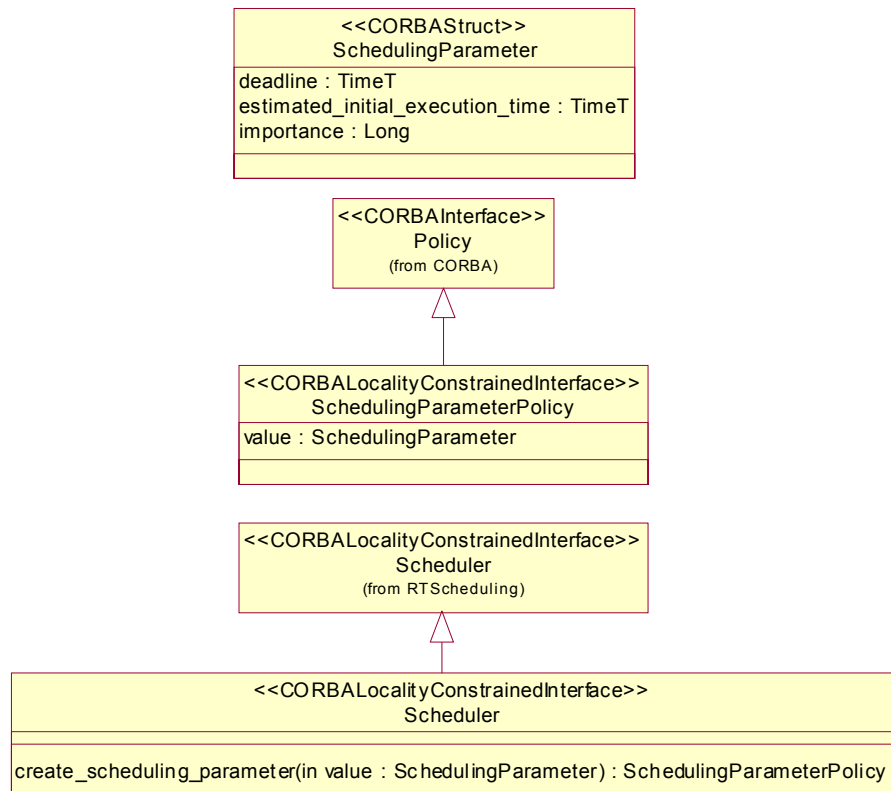 <<CORBAStruct>>
SchedulingParameter
deadline : TimeT
estimated_initial_execution_time : TimeT
importance : Long
<<CORBAInterface>>
Policy
(from CORBA)
<<CORBALocalityConstrainedInterface>>
SchedulingParameterPolicy
value : SchedulingParameter
<<CORBALocalityConstrainedInterface>>
Scheduler
(from RTScheduling)
<<CORBALocalityConstrainedInterface>>
Scheduler
create_scheduling_parameter(in value : SchedulingParameter) : SchedulingParameterPolicy